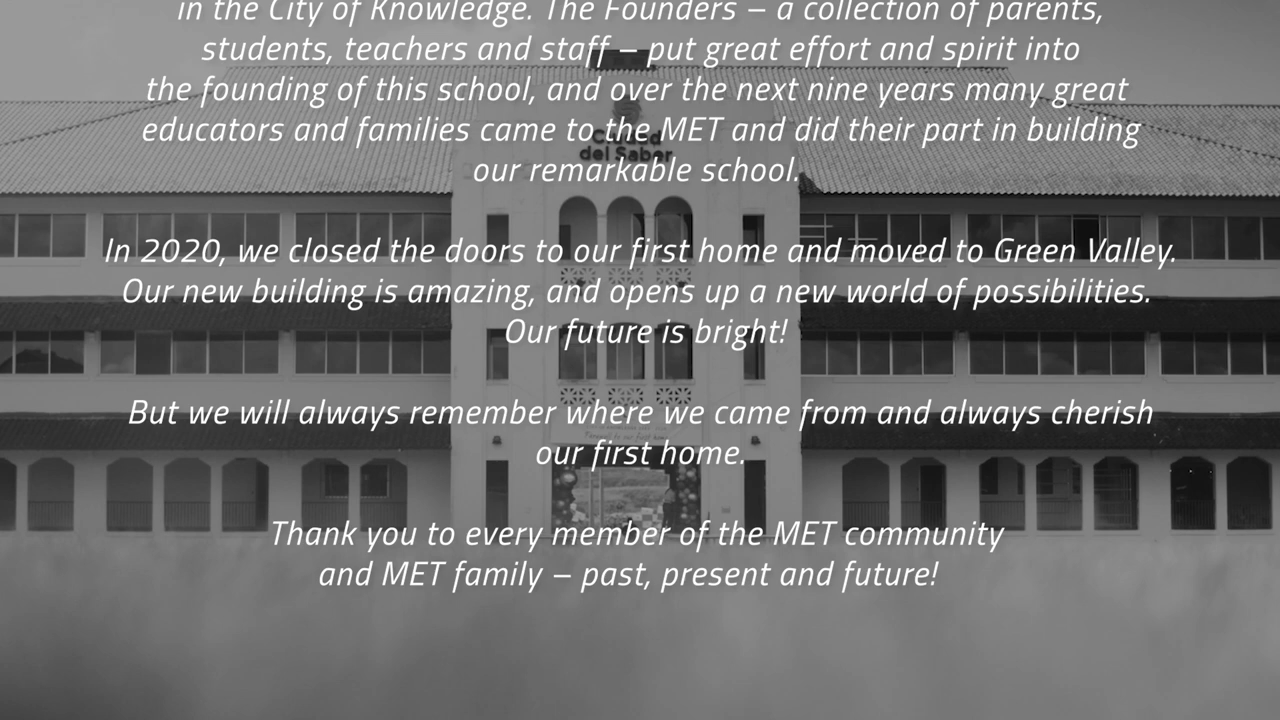 in the City of Knowledge. The Founders – a collection of parents,
students, teachers and staff – put great effort and spirit into
the founding of this school, and over the next nine years many great
educators and families came to the MET and did their part in building
Ciudad
del Saber
our remarkable school.
In 2020, we closed the doors to our first home and moved to Green Valley.
Our new building is amazing, and opens up a new world of possibilities.
Our future is bright!
But we will always remember where we came from and always cherish
our first home.
Thank you to every member of the MET community
and MET family – past, present and future!